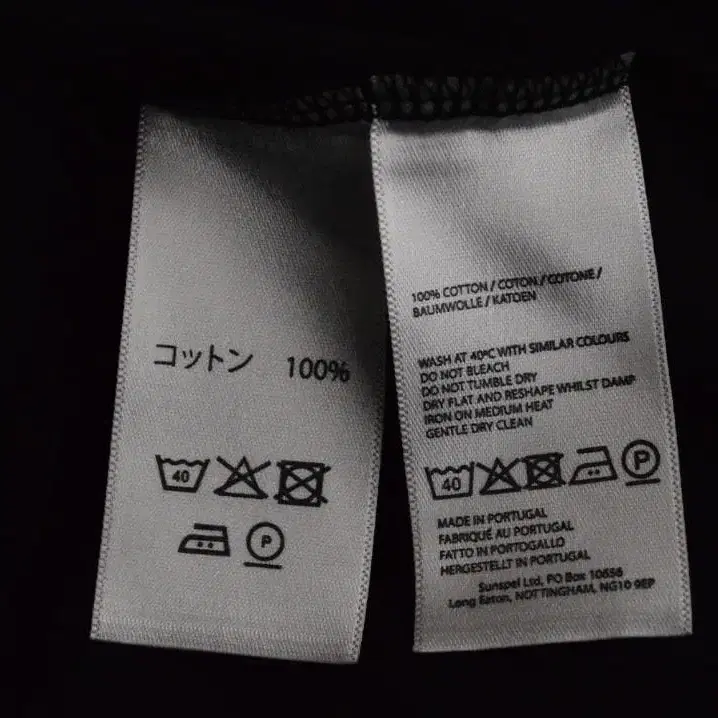 コットン 100%
40
P
100% COTTON / COTON / COTONE /
BAUMWOLLE / KATOEN
WASH AT 40ºC WITH SIMILAR COLOURS
DO NOT BLEACH
DO NOT TUMBLE DRY
DRY FLAT AND RESHAPE WHILST DAMP
IRON ON MEDIUM HEAT
GENTLE DRY CLEAN
40 P
MADE IN PORTUGAL
FABRIQUÉ AU PORTUGAL
FATTO IN PORTOGALLO
HERGESTELLT IN PORTUGAL
Sunspel Ltd, PO Box 10656
Long Eaton, NOTTINGHAM, NG10 9EP